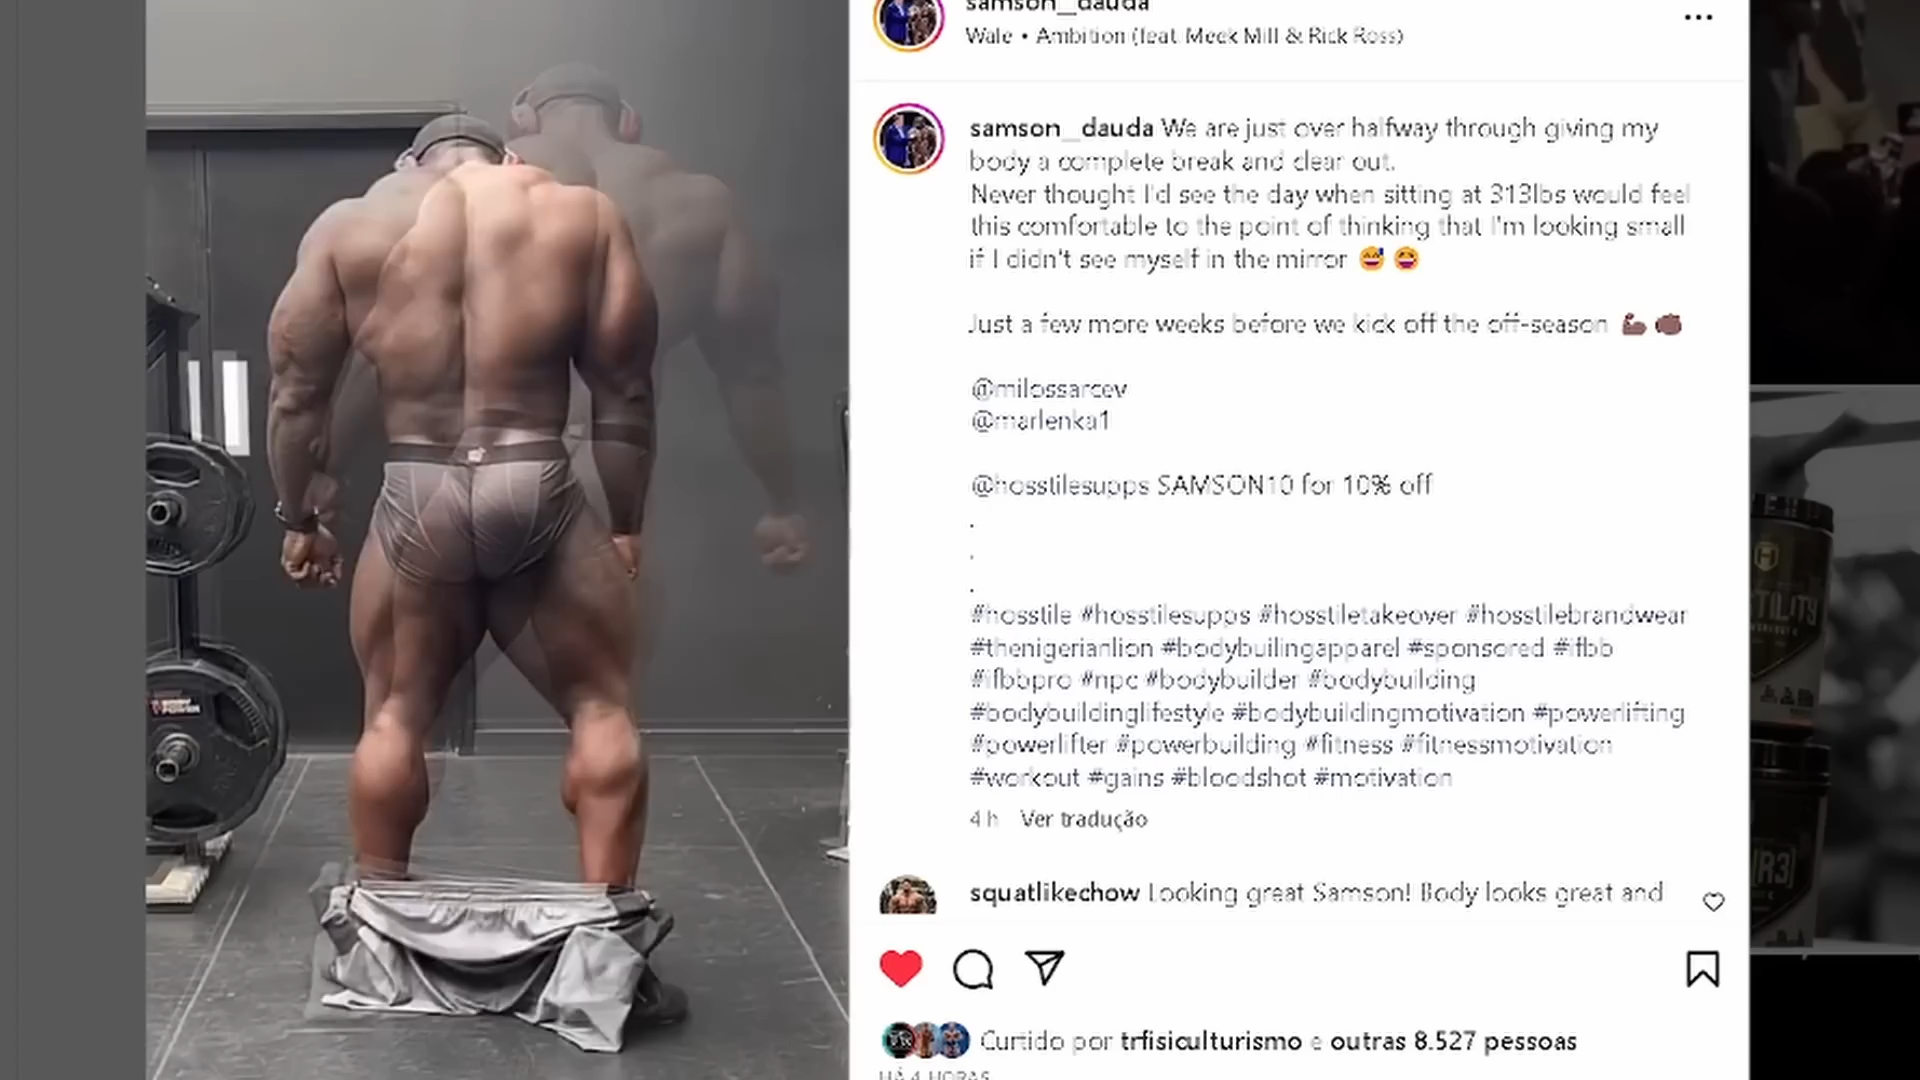 samson__dauda
Wale • Ambition (feat. Meek Mill & Rick Ross)
samson__dauda We are just over halfway through giving my
body a complete break and clear out.
Never thought I'd see the day when sitting at 313lbs would feel
this comfortable to the point of thinking that I'm looking small
if I didn't see myself in the mirror 😅 😂
Just a few more weeks before we kick off the off-season 💪🏿 👊🏿
@milossarcev
@marlenka1
@hosstilesupps SAMSON10 for 10% off
.
.
.
#hosstile #hosstilesupps #hosstiletakeover #hosstilebrandwear
#thenigerianlion #bodybuilingapparel #sponsored #ifbb
#ifbbpro #npc #bodybuilder #bodybuilding
#bodybuildinglifestyle #bodybuildingmotivation #powerlifting
#powerlifter #powerbuilding #fitness #fitnessmotivation
#workout #gains #bloodshot #motivation
4 h Ver tradução
squatlikechow Looking great Samson! Body looks great and
Curtido por trfisiculturismo e outras 8.527 pessoas
HÁ 4 HORAS